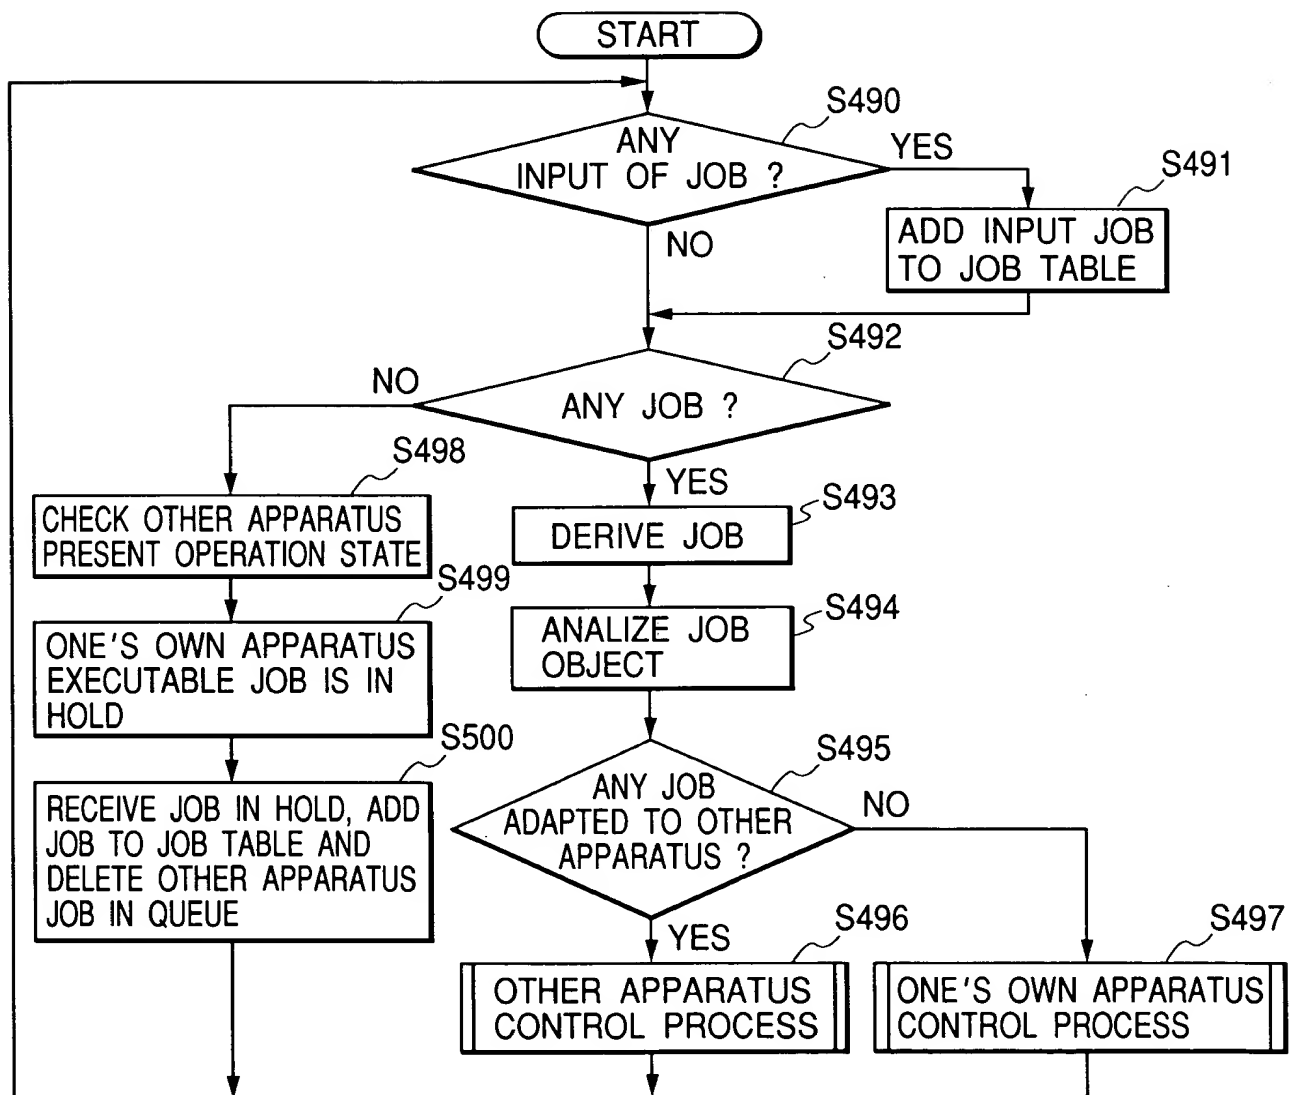 START
S490
ANY
INPUT OF JOB ?
YES
S491
ADD INPUT JOB
TO JOB TABLE
NO
S492
NO
ANY JOB ?
S498
YES
CHECK OTHER APPARATUS
PRESENT OPERATION STATE
S493
DERIVE JOB
S499
ONE'S OWN APPARATUS
EXECUTABLE JOB IS IN
HOLD
S494
ANALIZE JOB
OBJECT
S500
RECEIVE JOB IN HOLD, ADD
JOB TO JOB TABLE AND
DELETE OTHER APPARATUS
JOB IN QUEUE
S495
ANY JOB
ADAPTED TO OTHER
APPARATUS ?
NO
YES
S496
OTHER APPARATUS
CONTROL PROCESS
S497
ONE'S OWN APPARATUS
CONTROL PROCESS